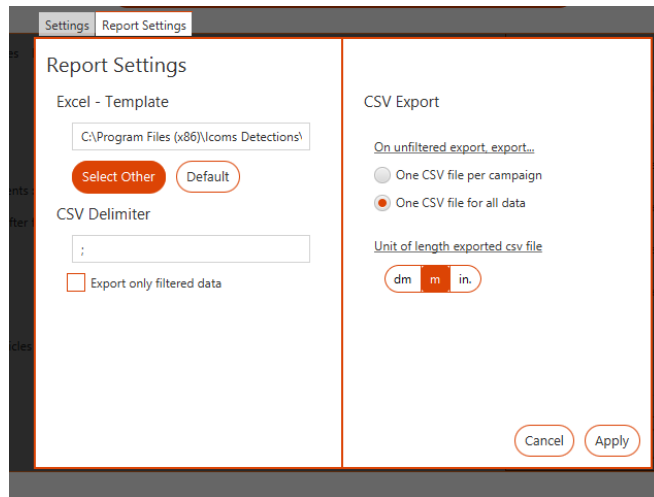 Settings
Report Settings
Report Settings
Excel - Template
C:\Program Files (x86)\Icoms Detections\
Select Other
Default
CSV Delimiter
;
Export only filtered data
CSV Export
On unfiltered export, export...
One CSV file per campaign
One CSV file for all data
Unit of length exported csv file
dm
m
in.
Cancel
Apply